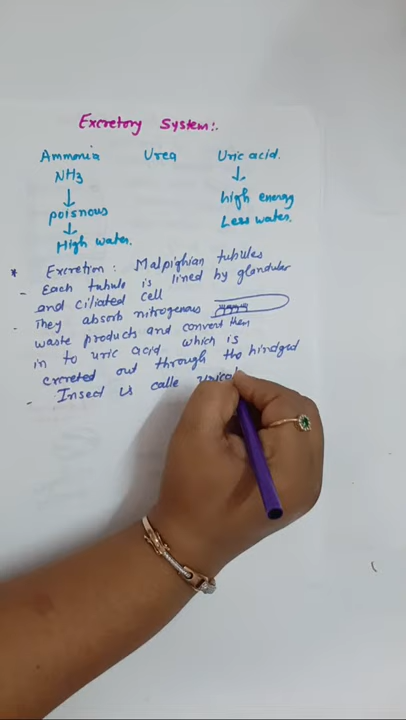 Excretory System:.
Ammonia Urea Uric acid.
NH3
high energy
poisnous Less water.
High water.
* Excretion: Malpighian tubules
- Each tubule is lined by glandular
and ciliated cell
- They absorb nitrogenous
waste products and convert them
in to uric acid, which is
excreted out through the hindged
- Insed is calle